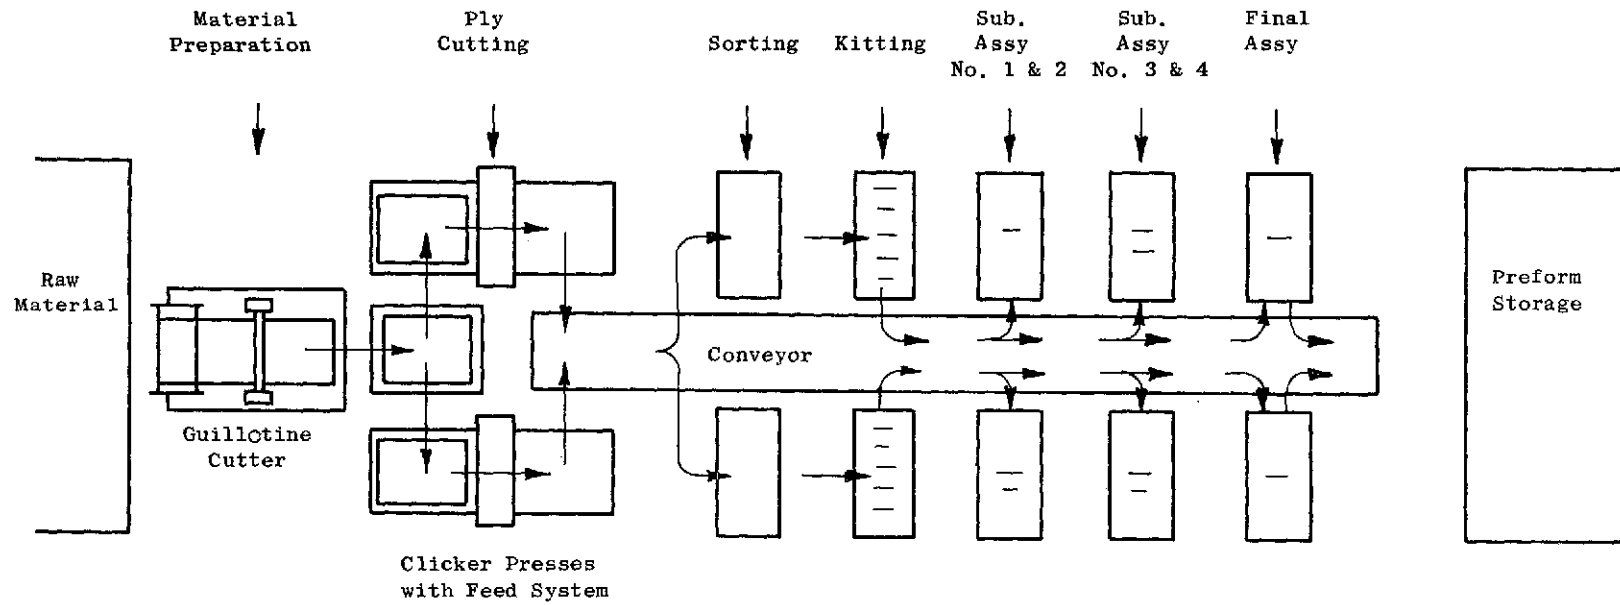 Material
Preparation
Ply
Cutting
Sorting
Kitting
Sub.
Assy
No. 1 & 2
Sub.
Assy
No. 3 & 4
Final
Assy
Raw
Material
Guillotine
Cutter
Conveyor
Preform
Storage
Clicker Presses
with Feed System